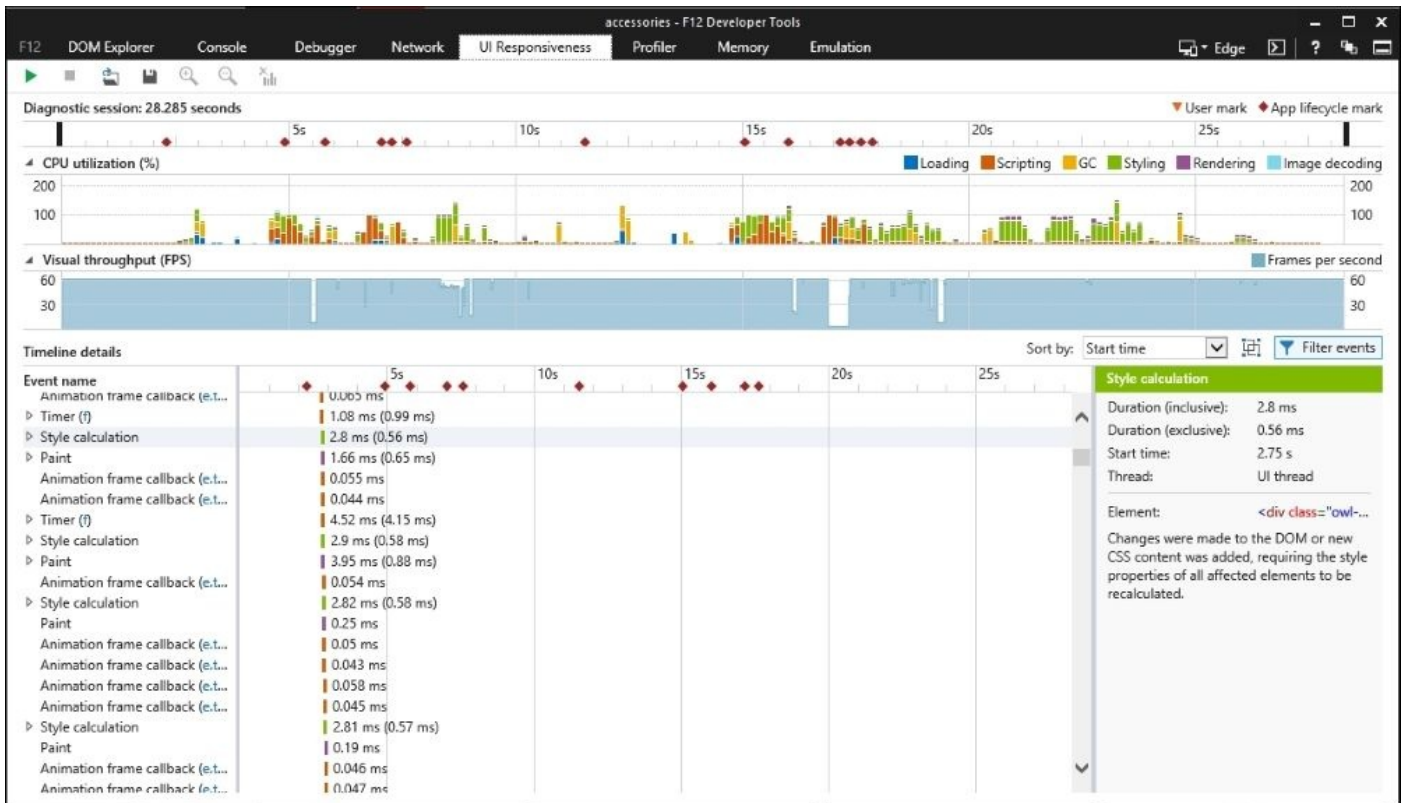 accessories - F12 Developer Tools
F12 DOM Explorer Console Debugger Network UI Responsiveness Profiler Memory Emulation Edge ?
Diagnostic session: 28.285 seconds User mark App lifecycle mark
5s 10s 15s 20s 25s
CPU utilization (%) Loading Scripting GC Styling Rendering Image decoding
200 200
100 100
Visual throughput (FPS) Frames per second
60 60
30 30
Timeline details Sort by: Start time Filter events
Event name 5s 10s 15s 20s 25s
Animation frame callback (e.t... 0.065 ms
Timer (f) 1.08 ms (0.99 ms)
Style calculation 2.8 ms (0.56 ms)
Paint 1.66 ms (0.65 ms)
Animation frame callback (e.t... 0.055 ms
Animation frame callback (e.t... 0.044 ms
Timer (f) 4.52 ms (4.15 ms)
Style calculation 2.9 ms (0.58 ms)
Paint 3.95 ms (0.88 ms)
Animation frame callback (e.t... 0.054 ms
Style calculation 2.82 ms (0.58 ms)
Paint 0.25 ms
Animation frame callback (e.t... 0.05 ms
Animation frame callback (e.t... 0.043 ms
Animation frame callback (e.t... 0.058 ms
Animation frame callback (e.t... 0.045 ms
Style calculation 2.81 ms (0.57 ms)
Paint 0.19 ms
Animation frame callback (e.t... 0.046 ms
Animation frame callback (e.t... 0.047 ms
Style calculation
Duration (inclusive): 2.8 ms
Duration (exclusive): 0.56 ms
Start time: 2.75 s
Thread: UI thread
Element: <div class="owl-...
Changes were made to the DOM or new
CSS content was added, requiring the style
properties of all affected elements to be
recalculated.